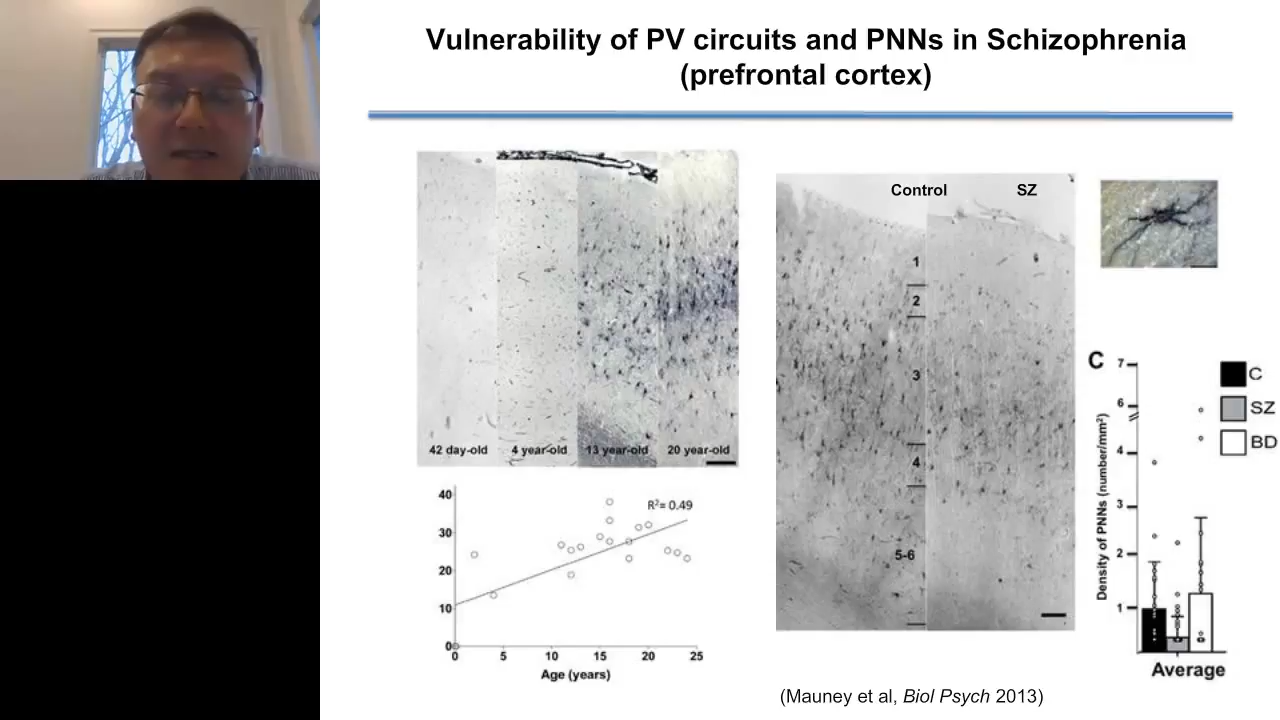 Vulnerability of PV circuits and PNNs in Schizophrenia
(prefrontal cortex)
42 day-old
4 year-old
13 year-old
20 year-old
40
30
20
10
0
R²= 0.49
0
5
10
15
20
25
Age (years)
Control
SZ
1
2
3
4
5-6
C
7
6
4
3
2
1
Density of PNNs (number/mm²)
C
SZ
BD
Average
(Mauney et al, Biol Psych 2013)